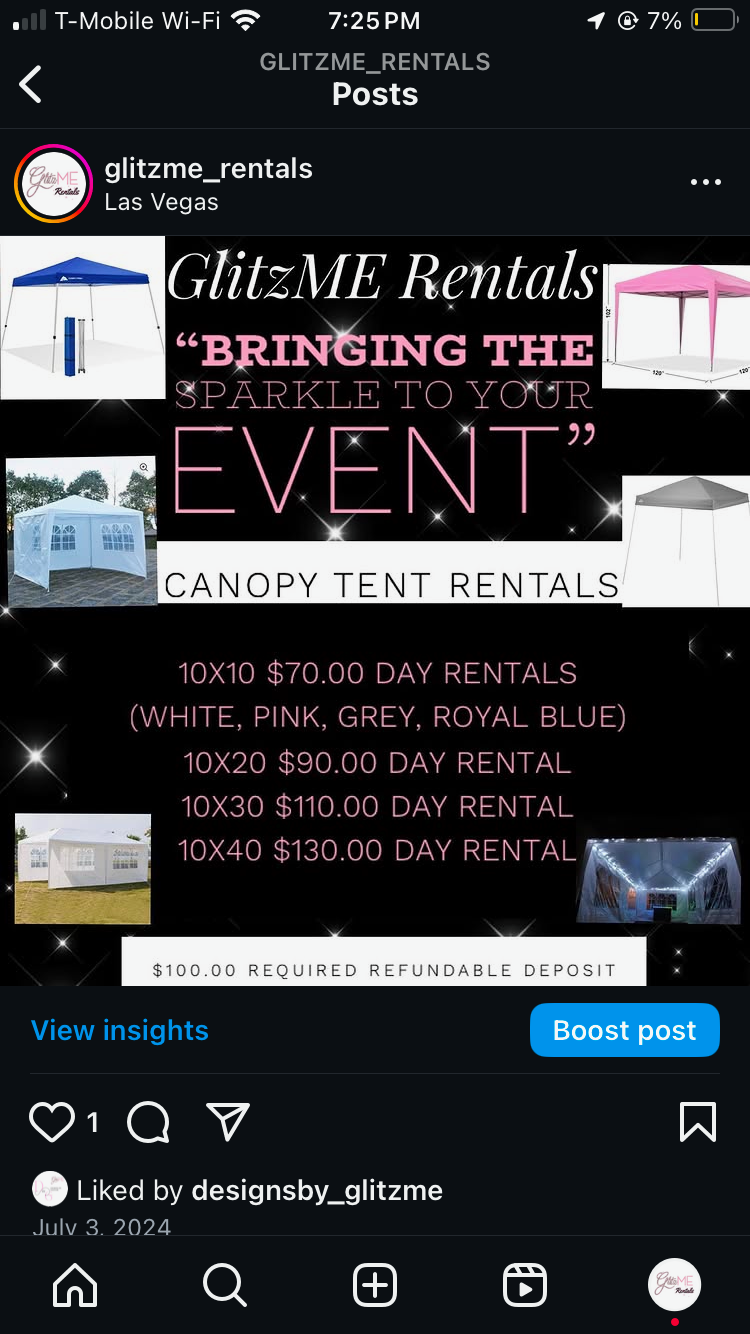 T-Mobile Wi-Fi 7:25 PM 7%
GLITZME_RENTALS
Posts
GlitzME Rentals
glitzme_rentals
Las Vegas
GlitzME Rentals
“BRINGING THE
SPARKLE TO YOUR
EVENT”
102"
120" 120"
CANOPY TENT RENTALS
10X10 $70.00 DAY RENTALS
(WHITE, PINK, GREY, ROYAL BLUE)
10X20 $90.00 DAY RENTAL
10X30 $110.00 DAY RENTAL
10X40 $130.00 DAY RENTAL
$100.00 REQUIRED REFUNDABLE DEPOSIT
View insights
Boost post
1
Liked by designsby_glitzme
July 3, 2024
GlitzME Rentals